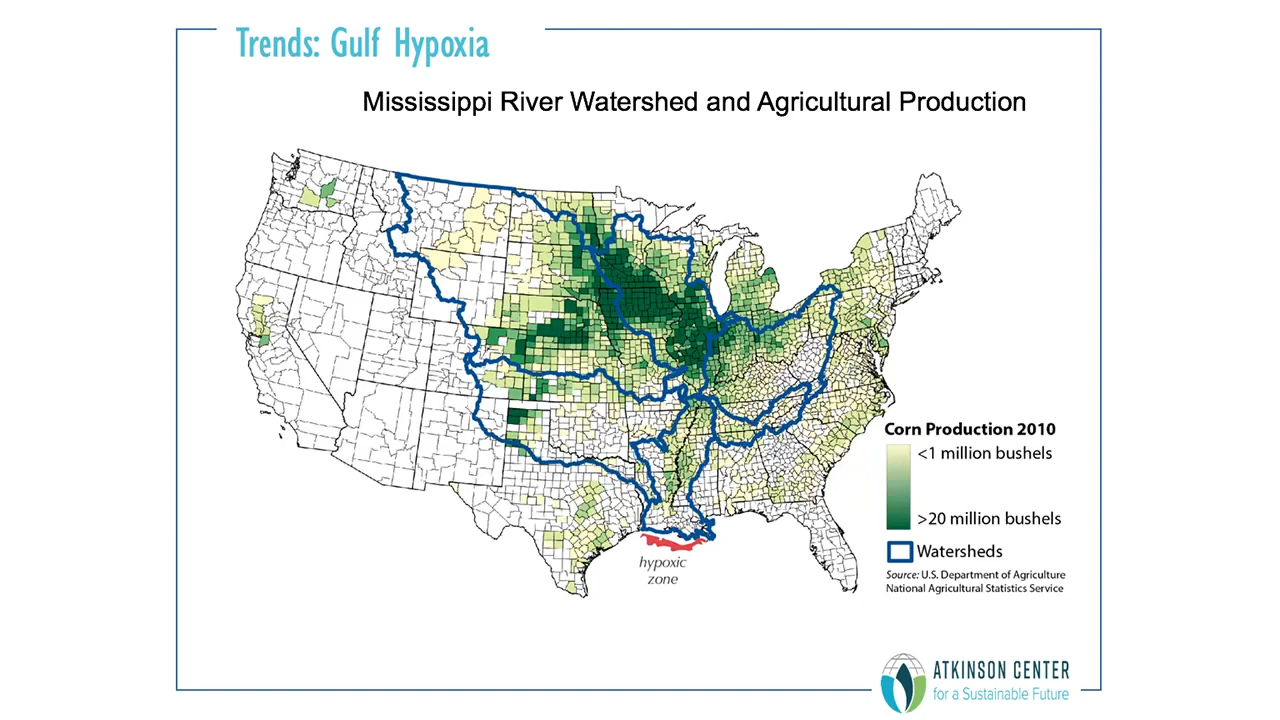 Trends: Gulf Hypoxia
Mississippi River Watershed and Agricultural Production
Corn Production 2010
<1 million bushels
>20 million bushels
Watersheds
Source: U.S. Department of Agriculture
National Agricultural Statistics Service
hypoxic
zone
ATKINSON CENTER
for a Sustainable Future